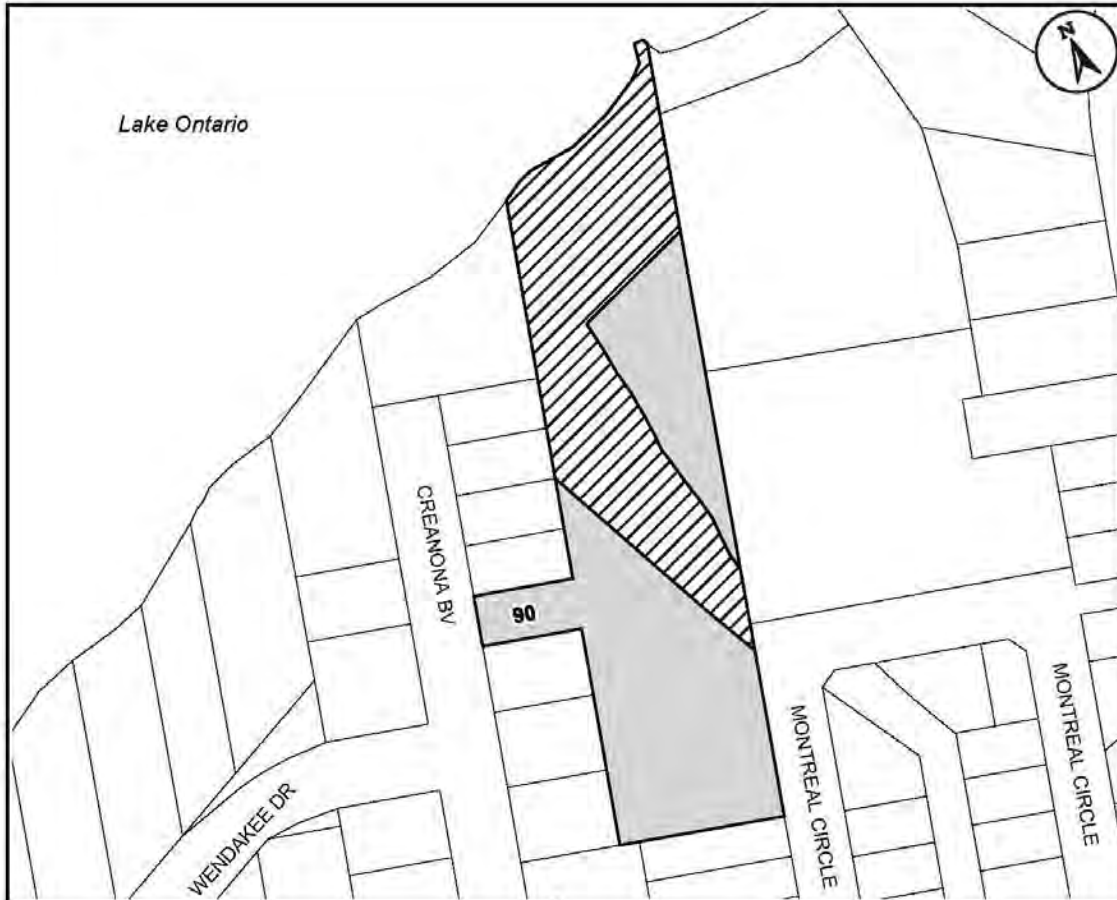 N
Lake Ontario
CREANONA BV
90
WENDAKEE DR
MONTREAL CIRCLE
MONTREAL CIRCLE